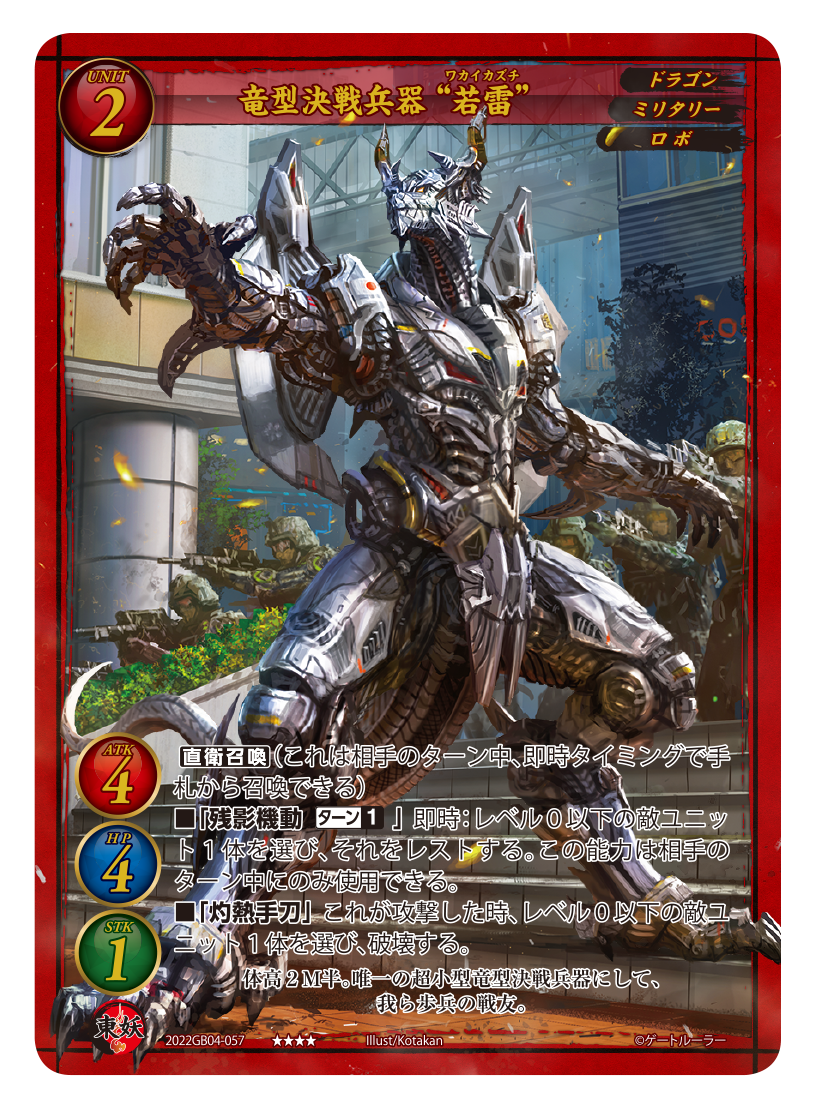 UNIT
2
ワカイカズチ
竜型決戦兵器 “若雷”
ドラゴン
ミリタリー
ロボ
ATK
4
HP
4
STK
1
直衛召喚(これは相手のターン中、即時タイミングで手
札から召喚できる)
■「残影機動 ターン1 」即時:レベル0以下の敵ユニッ
ト1体を選び、それをレストする。この能力は相手の
ターン中にのみ使用できる。
■「灼熱手刀」これが攻撃した時、レベル0以下の敵ユ
ニット1体を選び、破壊する。
体高2M半。唯一の超小型竜型決戦兵器にして、
我ら歩兵の戦友。
東妖
2022GB04-057 ★★★★ Illust/Kotakan ©ゲートルーラー